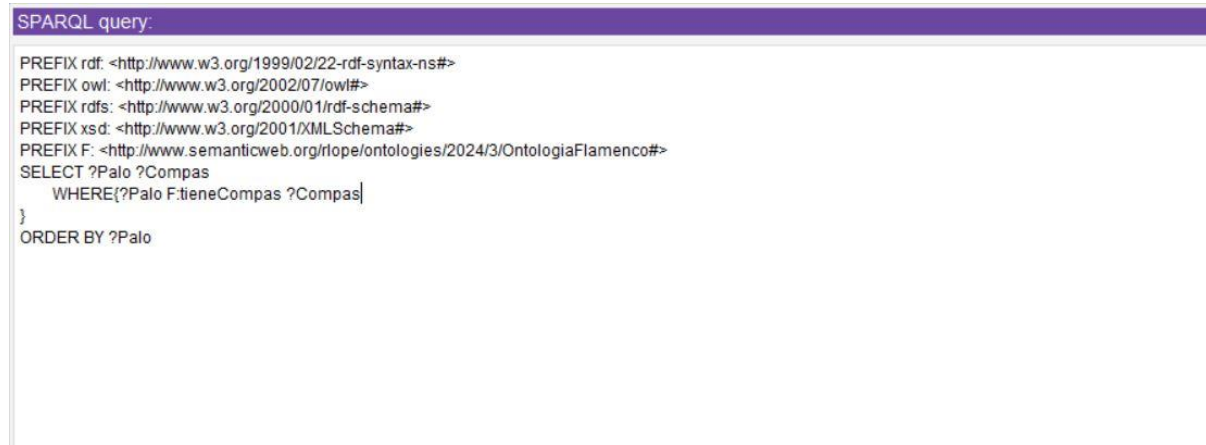 SPARQL query:
PREFIX rdf: <http://www.w3.org/1999/02/22-rdf-syntax-ns#>
PREFIX owl: <http://www.w3.org/2002/07/owl#>
PREFIX rdfs: <http://www.w3.org/2000/01/rdf-schema#>
PREFIX xsd: <http://www.w3.org/2001/XMLSchema#>
PREFIX F: <http://www.semanticweb.org/rlope/ontologies/2024/3/OntologiaFlamenco#>
SELECT ?Palo ?Compas
WHERE{?Palo F:tieneCompas ?Compas
}
ORDER BY ?Palo